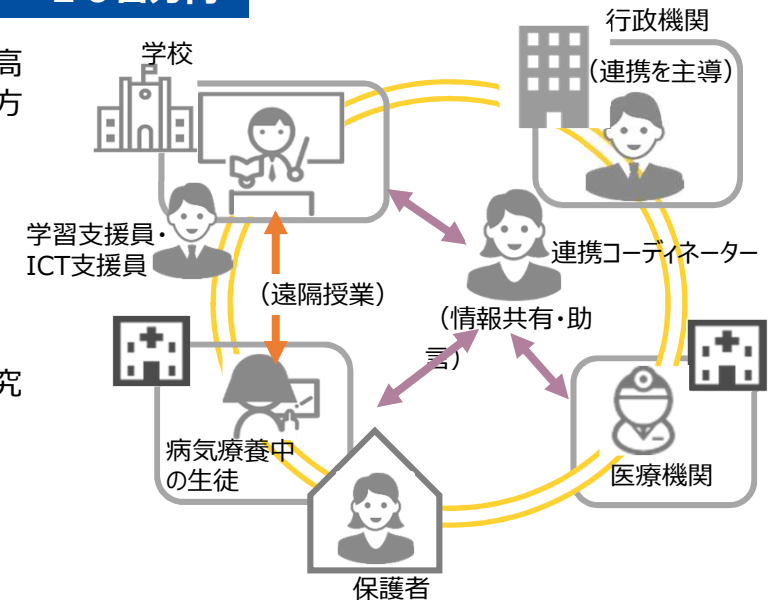 行政機関
学校
高
(連携を主導)
方
学習支援員・
ICT支援員
連携コーディネーター
(遠隔授業)
(情報共有・助
言)
究
病気療養中
の生徒
医療機関
保護者